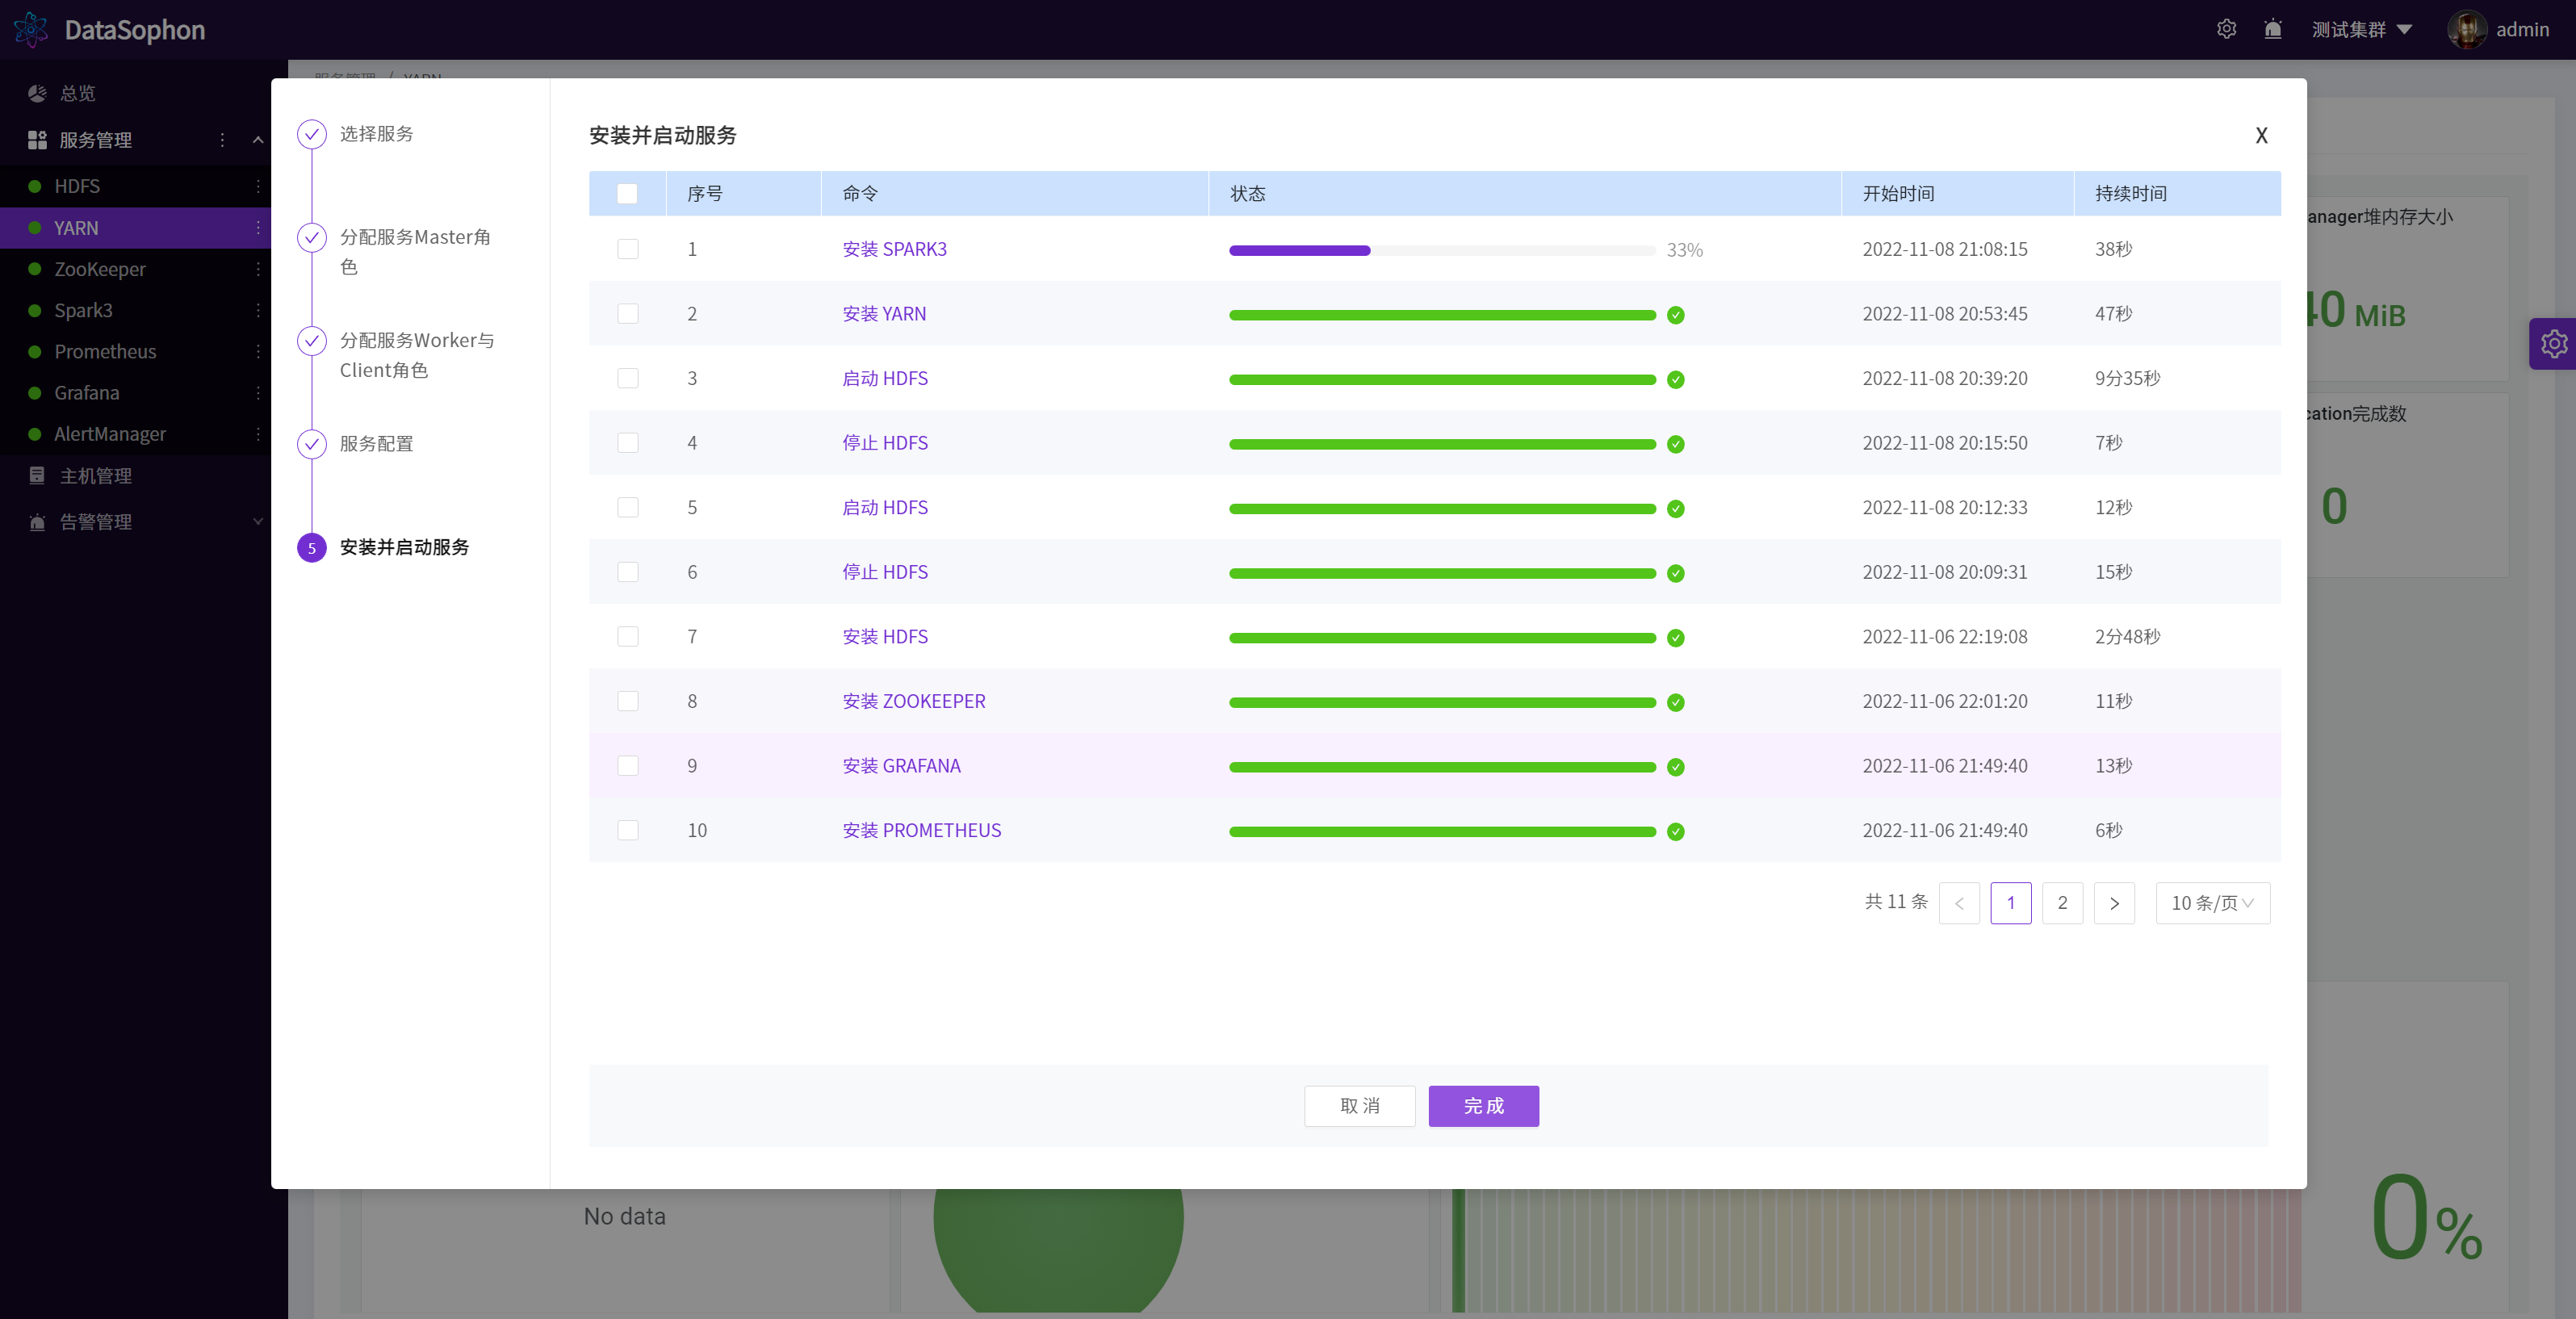 DataSophon
测试集群
admin
总览
服务管理
HDFS
YARN
ZooKeeper
Spark3
Prometheus
Grafana
AlertManager
主机管理
告警管理
服务管理 / YARN
选择服务
分配服务Master角
色
分配服务Worker与
Client角色
服务配置
5 安装并启动服务
安装并启动服务 X
序号 命令 状态 开始时间 持续时间
1 安装 SPARK3 33% 2022-11-08 21:08:15 38秒
2 安装 YARN 2022-11-08 20:53:45 47秒
3 启动 HDFS 2022-11-08 20:39:20 9分35秒
4 停止 HDFS 2022-11-08 20:15:50 7秒
5 启动 HDFS 2022-11-08 20:12:33 12秒
6 停止 HDFS 2022-11-08 20:09:31 15秒
7 安装 HDFS 2022-11-06 22:19:08 2分48秒
8 安装 ZOOKEEPER 2022-11-06 22:01:20 11秒
9 安装 GRAFANA 2022-11-06 21:49:40 13秒
10 安装 PROMETHEUS 2022-11-06 21:49:40 6秒
共 11 条 < 1 2 > 10 条/页
取消 完成
anager堆内存大小
40 MiB
cation完成数
0
No data
0%